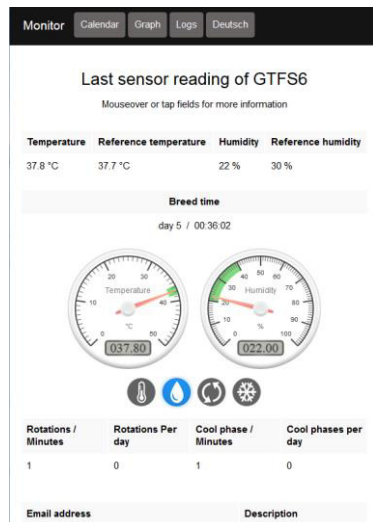 Monitor Calendar Graph Logs Deutsch
Last sensor reading of GTFS6
Mouseover or tap fields for more information
Temperature Reference temperature Humidity Reference humidity
37.8 °C 37.7 °C 22 % 30 %
Breed time
day 5 / 00:36:02
20 30
10 40
0 50
Temperature
°C
037.80
40 50 60
30 70
20 80
10 90
0 100
Humidity
%
022.00
Rotations / Minutes Rotations Per day Cool phase / Minutes Cool phases per day
1 0 1 0
Email address Description